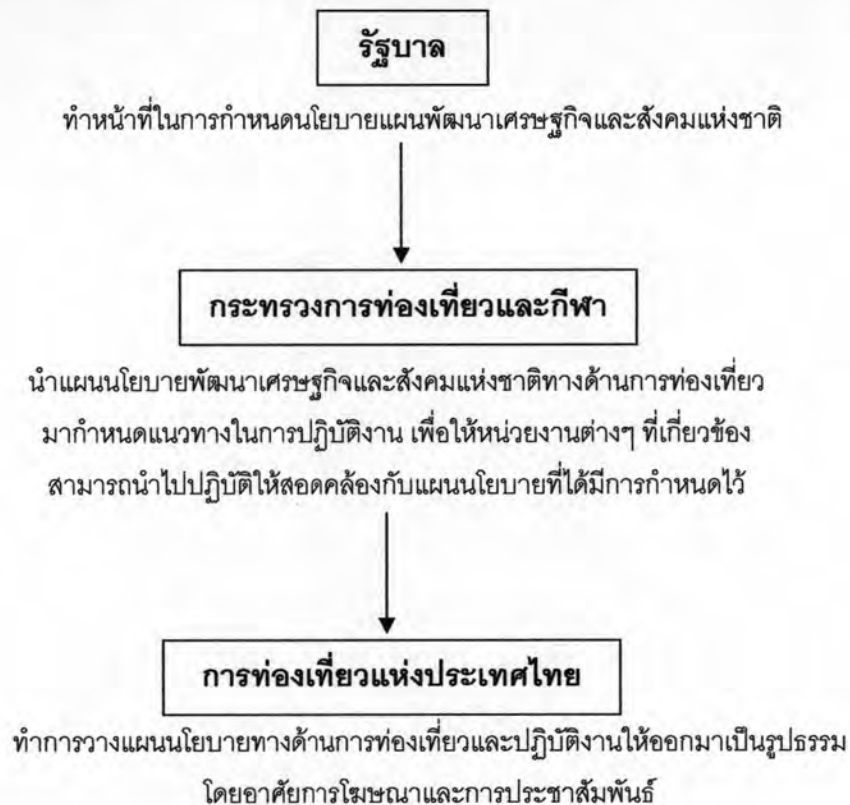 รัฐบาล
ทำหน้าที่ในการกำหนดนโยบายแผนพัฒนาเศรษฐกิจและสังคมแห่งชาติ
กระทรวงการท่องเที่ยวและกีฬา
นำแผนนโยบายพัฒนาเศรษฐกิจและสังคมแห่งชาติทางด้านการท่องเที่ยว
มากำหนดแนวทางในการปฏิบัติงาน เพื่อให้หน่วยงานต่างๆ ที่เกี่ยวข้อง
สามารถนำไปปฏิบัติให้สอดคล้องกับแผนนโยบายที่ได้มีการกำหนดไว้
การท่องเที่ยวแห่งประเทศไทย
ทำการวางแผนนโยบายทางด้านการท่องเที่ยวและปฏิบัติงานให้ออกมาเป็นรูปธรรม
โดยอาศัยการโฆษณาและการประชาสัมพันธ์